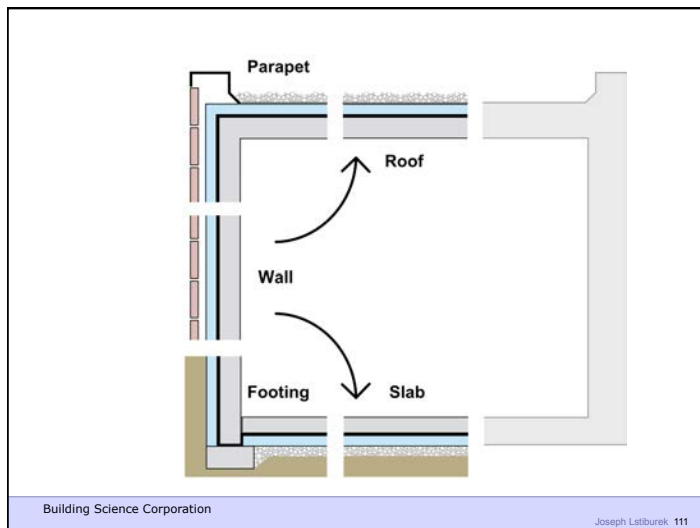 Parapet
Roof
Wall
Footing Slab
Building Science Corporation
Joseph Lstiburek 111